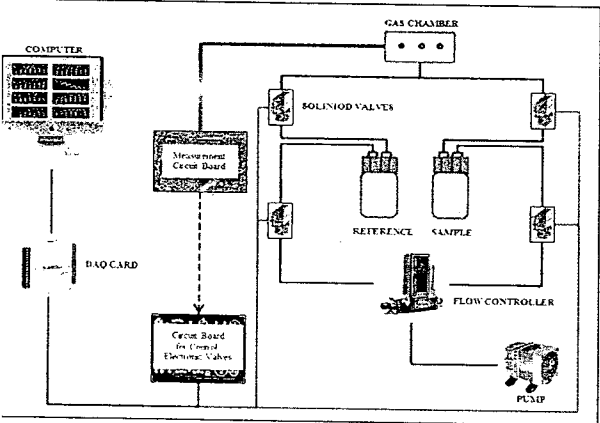 GAS CHAMBER
COMPUTER
SOLINIOD VALVES
Measurement
Circuit Board
REFERENCE
SAMPLE
DAQ CARD
FLOW CONTROLLER
Circuit Board
for Control
Electronic Valves
PUMP